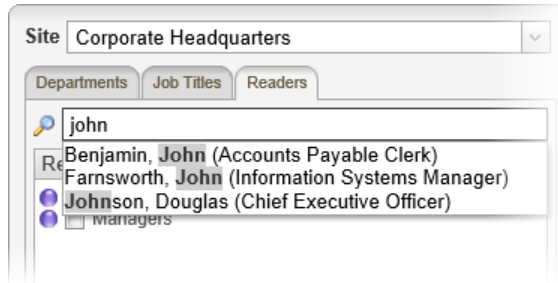 Site Corporate Headquarters
Departments Job Titles Readers
john
Re
Benjamin, John (Accounts Payable Clerk)
Farnsworth, John (Information Systems Manager)
Johnson, Douglas (Chief Executive Officer)
Managers